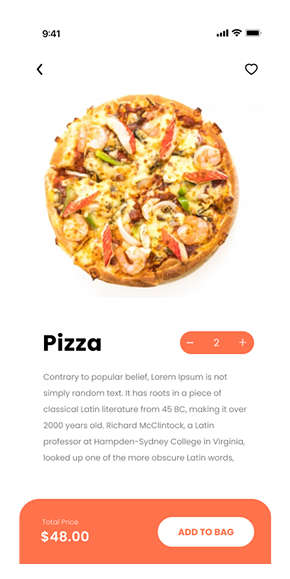 9:41
Pizza
− 2 +
Contrary to popular belief, Lorem Ipsum is not
simply random text. It has roots in a piece of
classical Latin literature from 45 BC, making it over
2000 years old. Richard McClintock, a Latin
professor at Hampden-Sydney College in Virginia,
looked up one of the more obscure Latin words,
Total Price
$48.00
ADD TO BAG